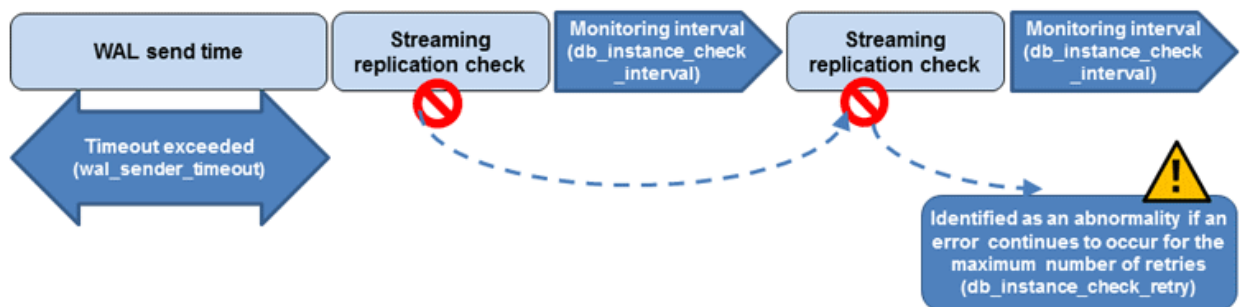 WAL send time
Streaming
replication check
Monitoring interval
(db_instance_check
_interval)
Streaming
replication check
Monitoring interval
(db_instance_check
_interval)
Timeout exceeded
(wal_sender_timeout)
!
Identified as an abnormality if an
error continues to occur for the
maximum number of retries
(db_instance_check_retry)